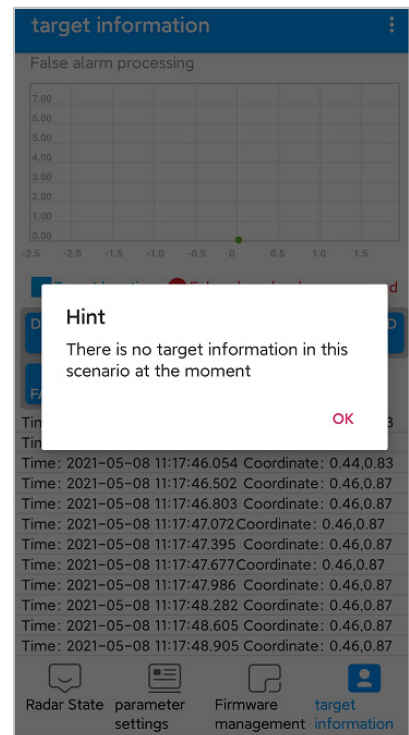 target information
False alarm processing
7.00
6.00
5.00
4.00
3.00
2.00
1.00
0.00
-2.5 -2.0 -1.5 -1.0 -0.5 0 0.5 1.0 1.5
Hint
There is no target information in this
scenario at the moment
OK
Time: 2021-05-08 11:17:46.054 Coordinate: 0.44,0.83
Time: 2021-05-08 11:17:46.502 Coordinate: 0.46,0.87
Time: 2021-05-08 11:17:46.803 Coordinate: 0.46,0.87
Time: 2021-05-08 11:17:47.072Coordinate: 0.46,0.87
Time: 2021-05-08 11:17:47.395 Coordinate: 0.46,0.87
Time: 2021-05-08 11:17:47.677Coordinate: 0.46,0.87
Time: 2021-05-08 11:17:47.986 Coordinate: 0.46,0.87
Time: 2021-05-08 11:17:48.282 Coordinate: 0.46,0.87
Time: 2021-05-08 11:17:48.605 Coordinate: 0.46,0.87
Time: 2021-05-08 11:17:48.905 Coordinate: 0.46,0.87
Radar State
parameter
settings
Firmware
management
target
information